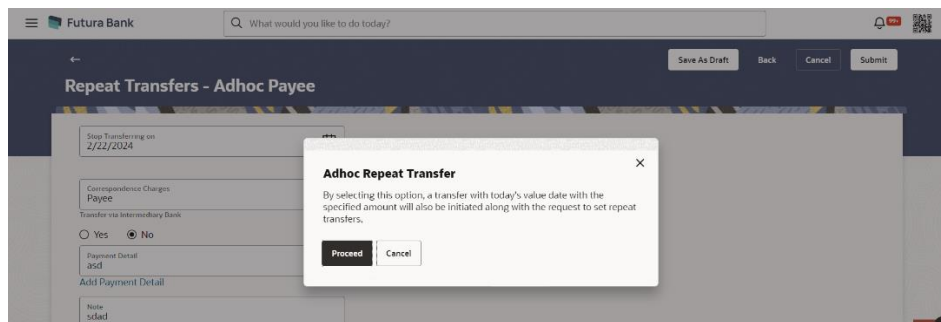 Futura Bank
What would you like to do today?
99+
Save As Draft
Back
Cancel
Submit
Repeat Transfers - Adhoc Payee
Stop Transferring on
2/22/2024
Correspondence Charges
Payee
Transfer via Intermediary Bank
Yes
No
Payment Detail
asd
Add Payment Detail
Note
sdad
Adhoc Repeat Transfer
By selecting this option, a transfer with today's value date with the
specified amount will also be initiated along with the request to set repeat
transfers.
Proceed
Cancel